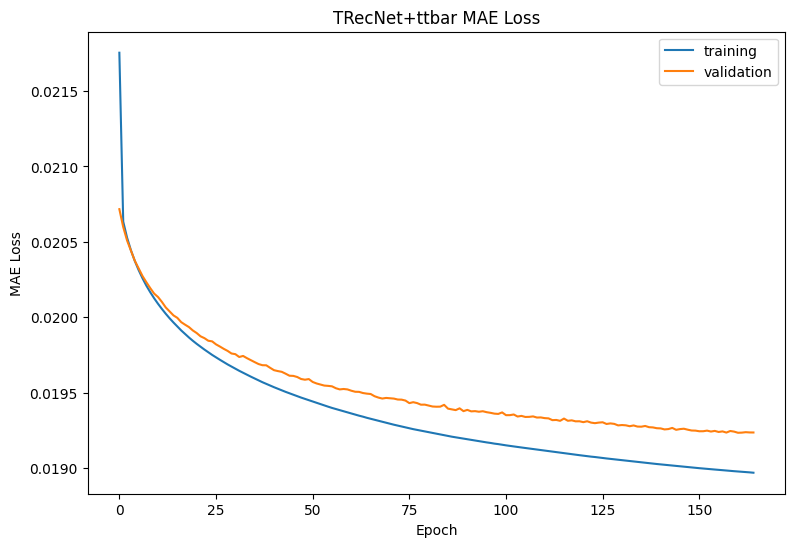 TRecNet+ttbar MAE Loss
training
validation
MAE Loss
0.0215
0.0210
0.0205
0.0200
0.0195
0.0190
0
25
50
75
100
125
150
Epoch